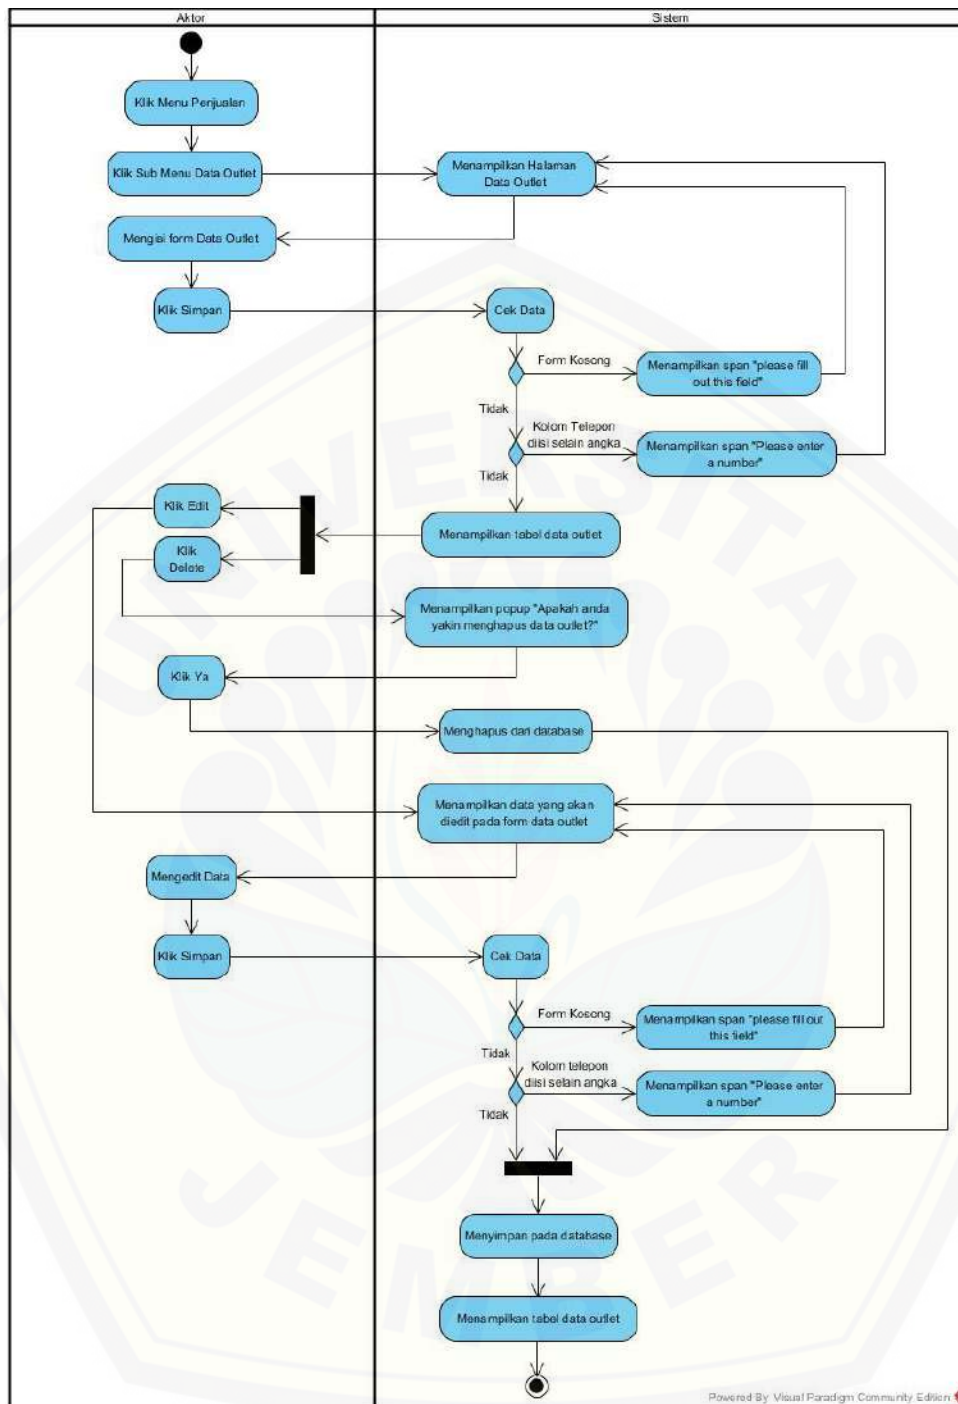 Aktor
Sistem
Klik Menu Penjualan
Klik Sub Menu Data Outlet
Menampilkan Halaman
Data Outlet
Mengisi form Data Outlet
Klik Simpan
Cek Data
Form Kosong
Menampilkan span "please fill
out this field"
Tidak
Kolom Telepon
diisi selain angka
Menampilkan span "Please enter
a number"
Tidak
Klik Edit
Menampilkan tabel data outlet
Klik
Delete
Menampilkan popup "Apakah anda
yakin menghapus data outlet?"
Klik Ya
Menghapus dari database
Menampilkan data yang akan
diedit pada form data outlet
Mengedit Data
Klik Simpan
Cek Data
Form Kosong
Menampilkan span "please fill out
this field"
Tidak
Kolom telepon
diisi selain angka
Menampilkan span "Please enter
a number"
Tidak
Menyimpan pada database
Menampilkan tabel data outlet
Powered By Visual Paradigm Community Edition
UNIVERSITAS
JEMBER